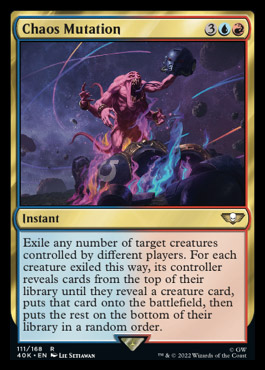 Chaos Mutation 3
Instant
Exile any number of target creatures
controlled by different players. For each
creature exiled this way, its controller
reveals cards from the top of their
library until they reveal a creature card,
puts that card onto the battlefield, then
puts the rest on the bottom of their
library in a random order.
111/168 R © GW
40K • EN LIE SETIAWAN ™ & © 2022 Wizards of the Coast